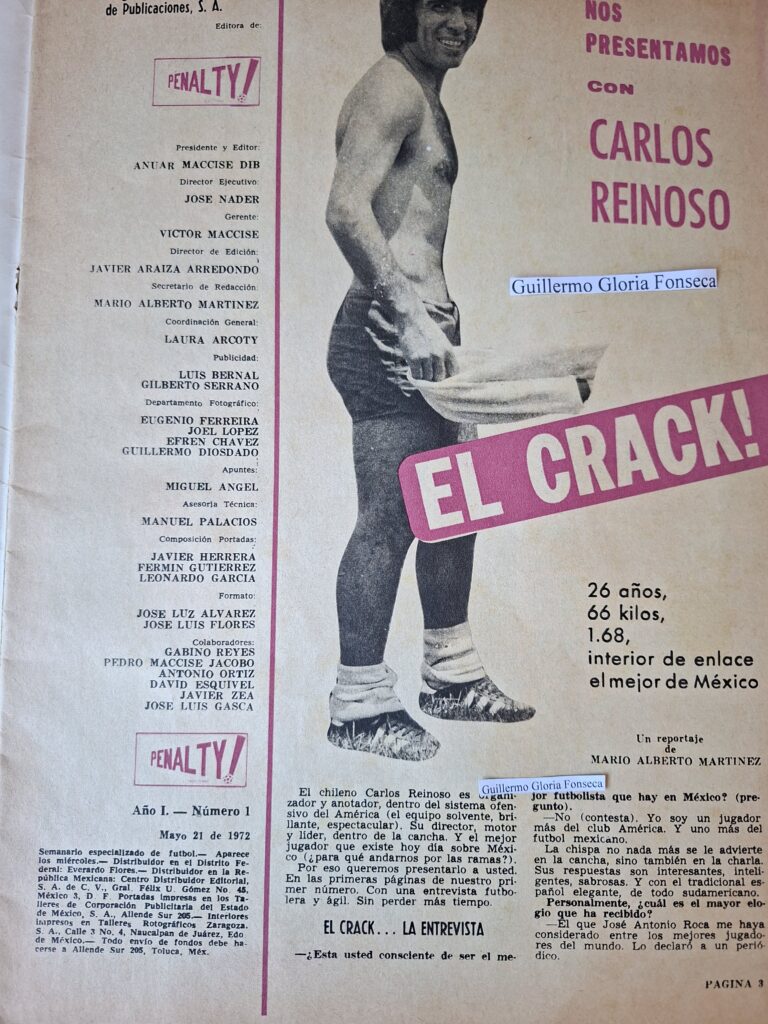 de Publicaciones, S. A.
Editora de:
PENALTY!
Presidente y Editor:
ANUAR MACCISE DIB
Director Ejecutivo:
JOSE NADER
Gerente:
VICTOR MACCISE
Director de Edición:
JAVIER ARAIZA ARREDONDO
Secretario de Redacción:
MARIO ALBERTO MARTINEZ
Coordinación General:
LAURA ARCOTY
Publicidad:
LUIS BERNAL
GILBERTO SERRANO
Departamento Fotográfico:
EUGENIO FERREIRA
JOEL LOPEZ
EFREN CHAVEZ
GUILLERMO DIOSDADO
Apuntes:
MIGUEL ANGEL
Asesoría Técnica:
MANUEL PALACIOS
Composición Portadas:
JAVIER HERRERA
FERMIN GUTIERREZ
LEONARDO GARCIA
Formato:
JOSE LUZ ALVAREZ
JOSE LUIS FLORES
Colaboradores:
GABINO REYES
PEDRO MACCISE JACOBO
ANTONIO ORTIZ
DAVID ESQUIVEL
JAVIER ZEA
JOSE LUIS GASCA
PENALTY!
Año I. — Número 1
Mayo 21 de 1972
Semanario especializado de futbol.— Aparece
los miércoles.— Distribuidor en el Distrito Fe-
deral: Everardo Flores.— Distribuidor en la Re-
pública Mexicana: Centro Distribuidor Editorial,
S. A. de C. V., Gral. Félix U. Gómez No 45,
México 3, D. F. Portadas impresas en los Ta-
lleres de Corporación Publicitaria del Estado
de México, S. A., Allende Sur 205.— Interiores
impresos en Talleres Rotográficos Zaragoza.
S. A., Calle 3 No. 4, Naucalpan de Juárez, Edo.
de México.— Todo envío de fondos debe ha-
cerse a Allende Sur 205, Toluca, Méx.
NOS
PRESENTAMOS
CON
CARLOS
REINOSO
Guillermo Gloria Fonseca
EL CRACK!
26 años,
66 kilos,
1.68,
interior de enlace
el mejor de México
Un reportaje
de
MARIO ALBERTO MARTINEZ
Guillermo Gloria Fonseca
El chileno Carlos Reinoso es organi-
zador y anotador, dentro del sistema ofen-
sivo del América (el equipo solvente, bri-
llante, espectacular). Su director, motor
y líder, dentro de la cancha. Y el mejor
jugador que existe hoy día sobre Méxi-
co (¿para qué andarnos por las ramas?).
Por eso queremos presentarlo a usted.
En las primeras páginas de nuestro pri-
mer número. Con una entrevista futbo-
lera y ágil. Sin perder más tiempo.
EL CRACK... LA ENTREVISTA
—¿Esta usted consciente de ser el me-
jor futbolista que hay en México? (pre-
gunto).
—No (contesta). Yo soy un jugador
más del club América. Y uno más del
futbol mexicano.
La chispa no nada más se le advierte
en la cancha, sino también en la charla.
Sus respuestas son interesantes, inteli-
gentes, sabrosas. Y con el tradicional es-
pañol elegante, de todo sudamericano.
Personalmente, ¿cuál es el mayor elo-
gio que ha recibido?
—El que José Antonio Roca me haya
considerado entre los mejores jugado-
res del mundo. Lo declaró a un perió-
dico.
PAGINA 3